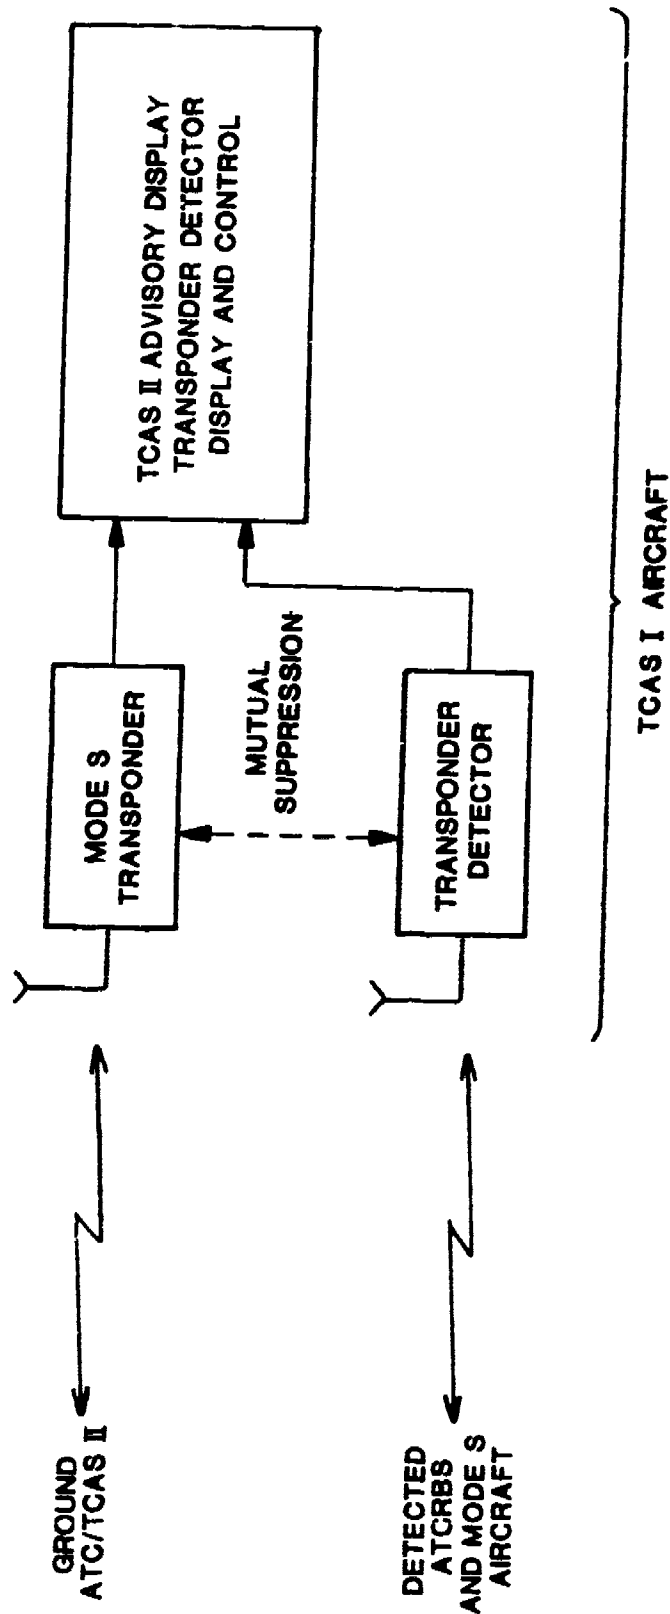 GROUND
ATC/TCAS II
MODE S
TRANSPONDER
TCAS II ADVISORY DISPLAY
TRANSPONDER DETECTOR
DISPLAY AND CONTROL
MUTUAL
SUPPRESSION
DETECTED
ATCRBS
AND MODE S
AIRCRAFT
TRANSPONDER
DETECTOR
TCAS I AIRCRAFT